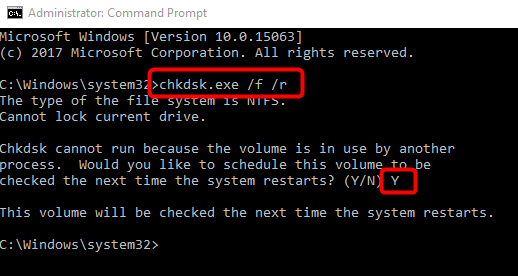 Administrator: Command Prompt
Microsoft Windows [Version 10.0.15063]
(c) 2017 Microsoft Corporation. All rights reserved.
C:\Windows\system32>chkdsk.exe /f /r
The type of the file system is NTFS.
Cannot lock current drive.
Chkdsk cannot run because the volume is in use by another
process.  Would you like to schedule this volume to be
checked the next time the system restarts? (Y/N) Y
This volume will be checked the next time the system restarts.
C:\Windows\system32>